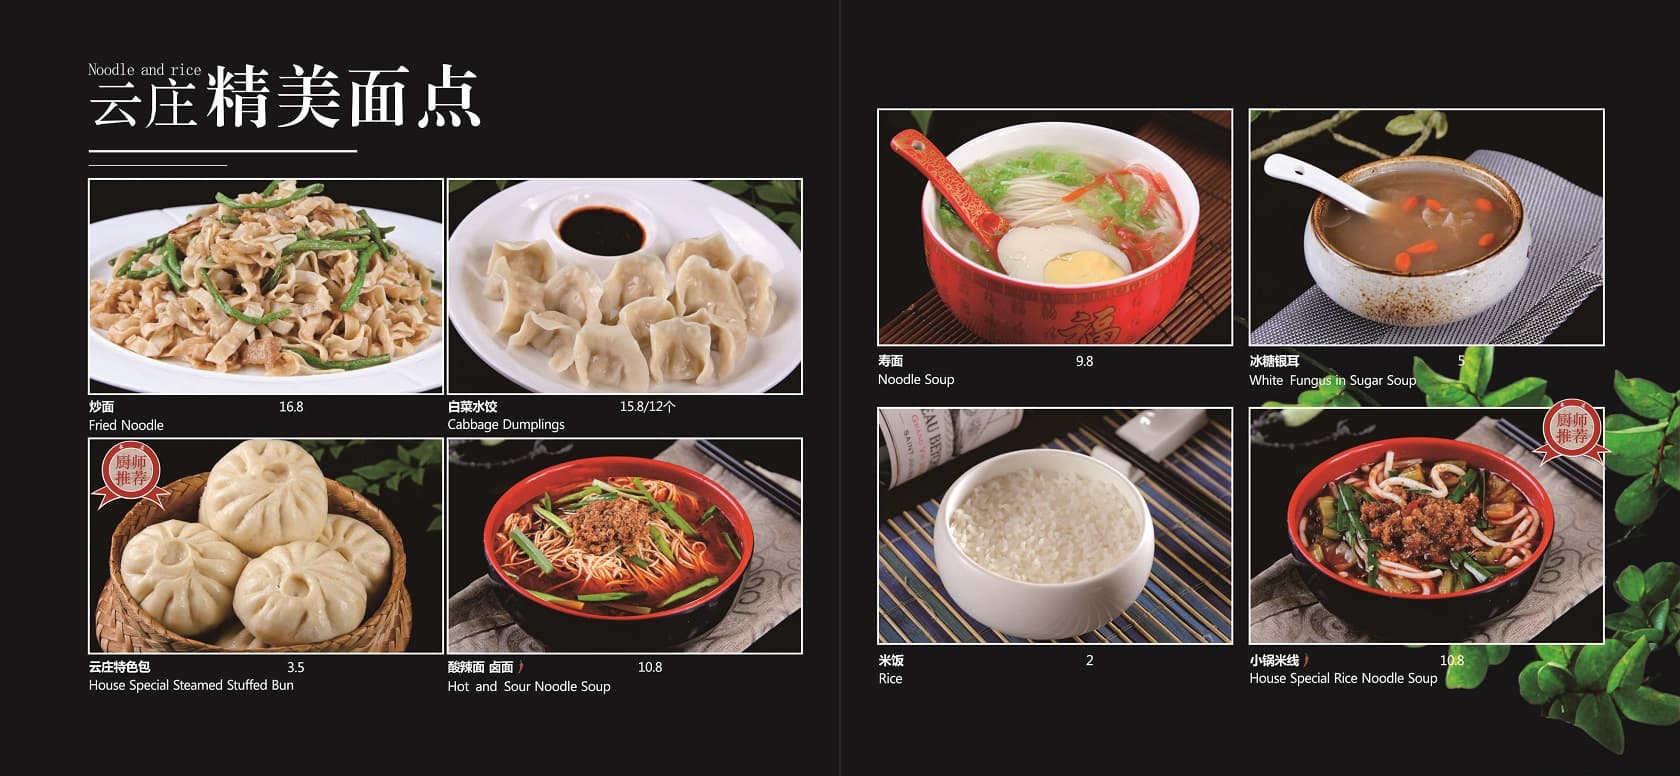 Noodle and rice
云庄精美面点
炒面 16.8
Fried Noodle
白菜水饺 15.8/12个
Cabbage Dumplings
厨师
推荐
云庄特色包 3.5
House Special Steamed Stuffed Bun
酸辣面 卤面 10.8
Hot and Sour Noodle Soup
福
寿面 9.8
Noodle Soup
冰糖银耳 5
White Fungus in Sugar Soup
米饭 2
Rice
厨师
推荐
小锅米线 10.8
House Special Rice Noodle Soup